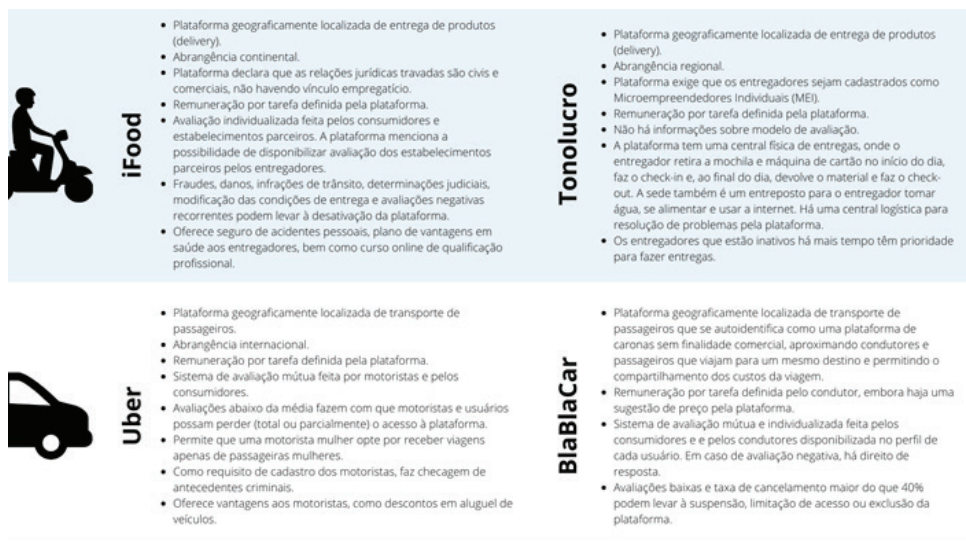 iFood
• Plataforma geograficamente localizada de entrega de produtos
(delivery).
• Abrangência continental.
• Plataforma declara que as relações jurídicas travadas são civis e
comerciais, não havendo vínculo empregatício.
• Remuneração por tarefa definida pela plataforma.
• Avaliação individualizada feita pelos consumidores e
estabelecimentos parceiros. A plataforma menciona a
possibilidade de disponibilizar avaliação dos estabelecimentos
parceiros pelos entregadores.
• Fraudes, danos, infrações de trânsito, determinações judiciais,
modificação das condições de entrega e avaliações negativas
recorrentes podem levar à desativação da plataforma.
• Oferece seguro de acidentes pessoais, plano de vantagens em
saúde aos entregadores, bem como curso online de qualificação
profissional.
Tonolucro
• Plataforma geograficamente localizada de entrega de produtos
(delivery).
• Abrangência regional.
• Plataforma exige que os entregadores sejam cadastrados como
Microempreendedores Individuais (MEI).
• Remuneração por tarefa definida pela plataforma.
• Não há informações sobre modelo de avaliação.
• A plataforma tem uma central física de entregas, onde o
entregador retira a mochila e máquina de cartão no início do dia,
faz o check-in e, ao final do dia, devolve o material e faz o check-
out. A sede também é um entreposto para o entregador tomar
água, se alimentar e usar a internet. Há uma central logística para
resolução de problemas pela plataforma.
• Os entregadores que estão inativos há mais tempo têm prioridade
para fazer entregas.
Uber
• Plataforma geograficamente localizada de transporte de
passageiros.
• Abrangência internacional.
• Remuneração por tarefa definida pela plataforma.
• Sistema de avaliação mútua feita por motoristas e pelos
consumidores.
• Avaliações abaixo da média fazem com que motoristas e usuários
possam perder (total ou parcialmente) o acesso à plataforma.
• Permite que uma motorista mulher opte por receber viagens
apenas de passageiras mulheres.
• Como requisito de cadastro dos motoristas, faz checagem de
antecedentes criminais.
• Oferece vantagens aos motoristas, como descontos em aluguel de
veículos.
BlaBlaCar
• Plataforma geograficamente localizada de transporte de
passageiros que se autoidentifica como uma plataforma de
caronas sem finalidade comercial, aproximando condutores e
passageiros que viajam para um mesmo destino e permitindo o
compartilhamento dos custos da viagem.
• Remuneração por tarefa definida pelo condutor, embora haja uma
sugestão de preço pela plataforma.
• Sistema de avaliação mútua e individualizada feita pelos
consumidores e e pelos condutores disponibilizada no perfil de
cada usuário. Em caso de avaliação negativa, há direito de
resposta.
• Avaliações baixas e taxa de cancelamento maior do que 40%
podem levar à suspensão, limitação de acesso ou exclusão da
plataforma.